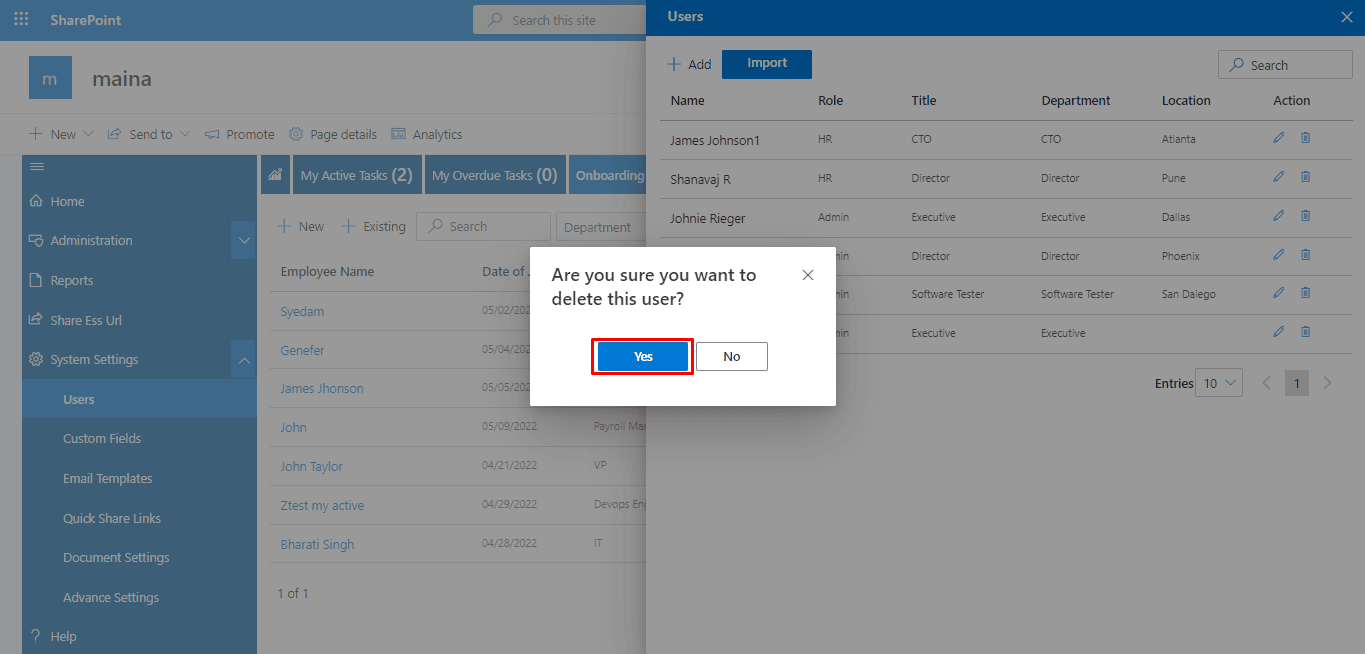 SharePoint
Search this site
Users
m
maina
Add
Import
Search
New
Send to
Promote
Page details
Analytics
Name Role Title Department Location Action
James Johnson1 HR CTO CTO Atlanta
Shanavaj R HR Director Director Pune
Johnie Rieger Admin Executive Executive Dallas
Director Director Phoenix
Software Tester Software Tester San Daiego
Executive Executive
Entries 10 1
Home
Administration
Reports
Share Ess Url
System Settings
Users
Custom Fields
Email Templates
Quick Share Links
Document Settings
Advance Settings
? Help
My Active Tasks (2) My Overdue Tasks (0) Onboarding
New Existing Search Department
Employee Name Date of
Syedam 05/02/202
Genefer 05/04/202
James Jhonson 05/05/202
John 05/09/2022 Payroll Ma
John Taylor 04/21/2022 VP
Ztest my active 04/29/2022 Devops Eng
Bharati Singh 04/28/2022 IT
1 of 1
Are you sure you want to
delete this user?
Yes No